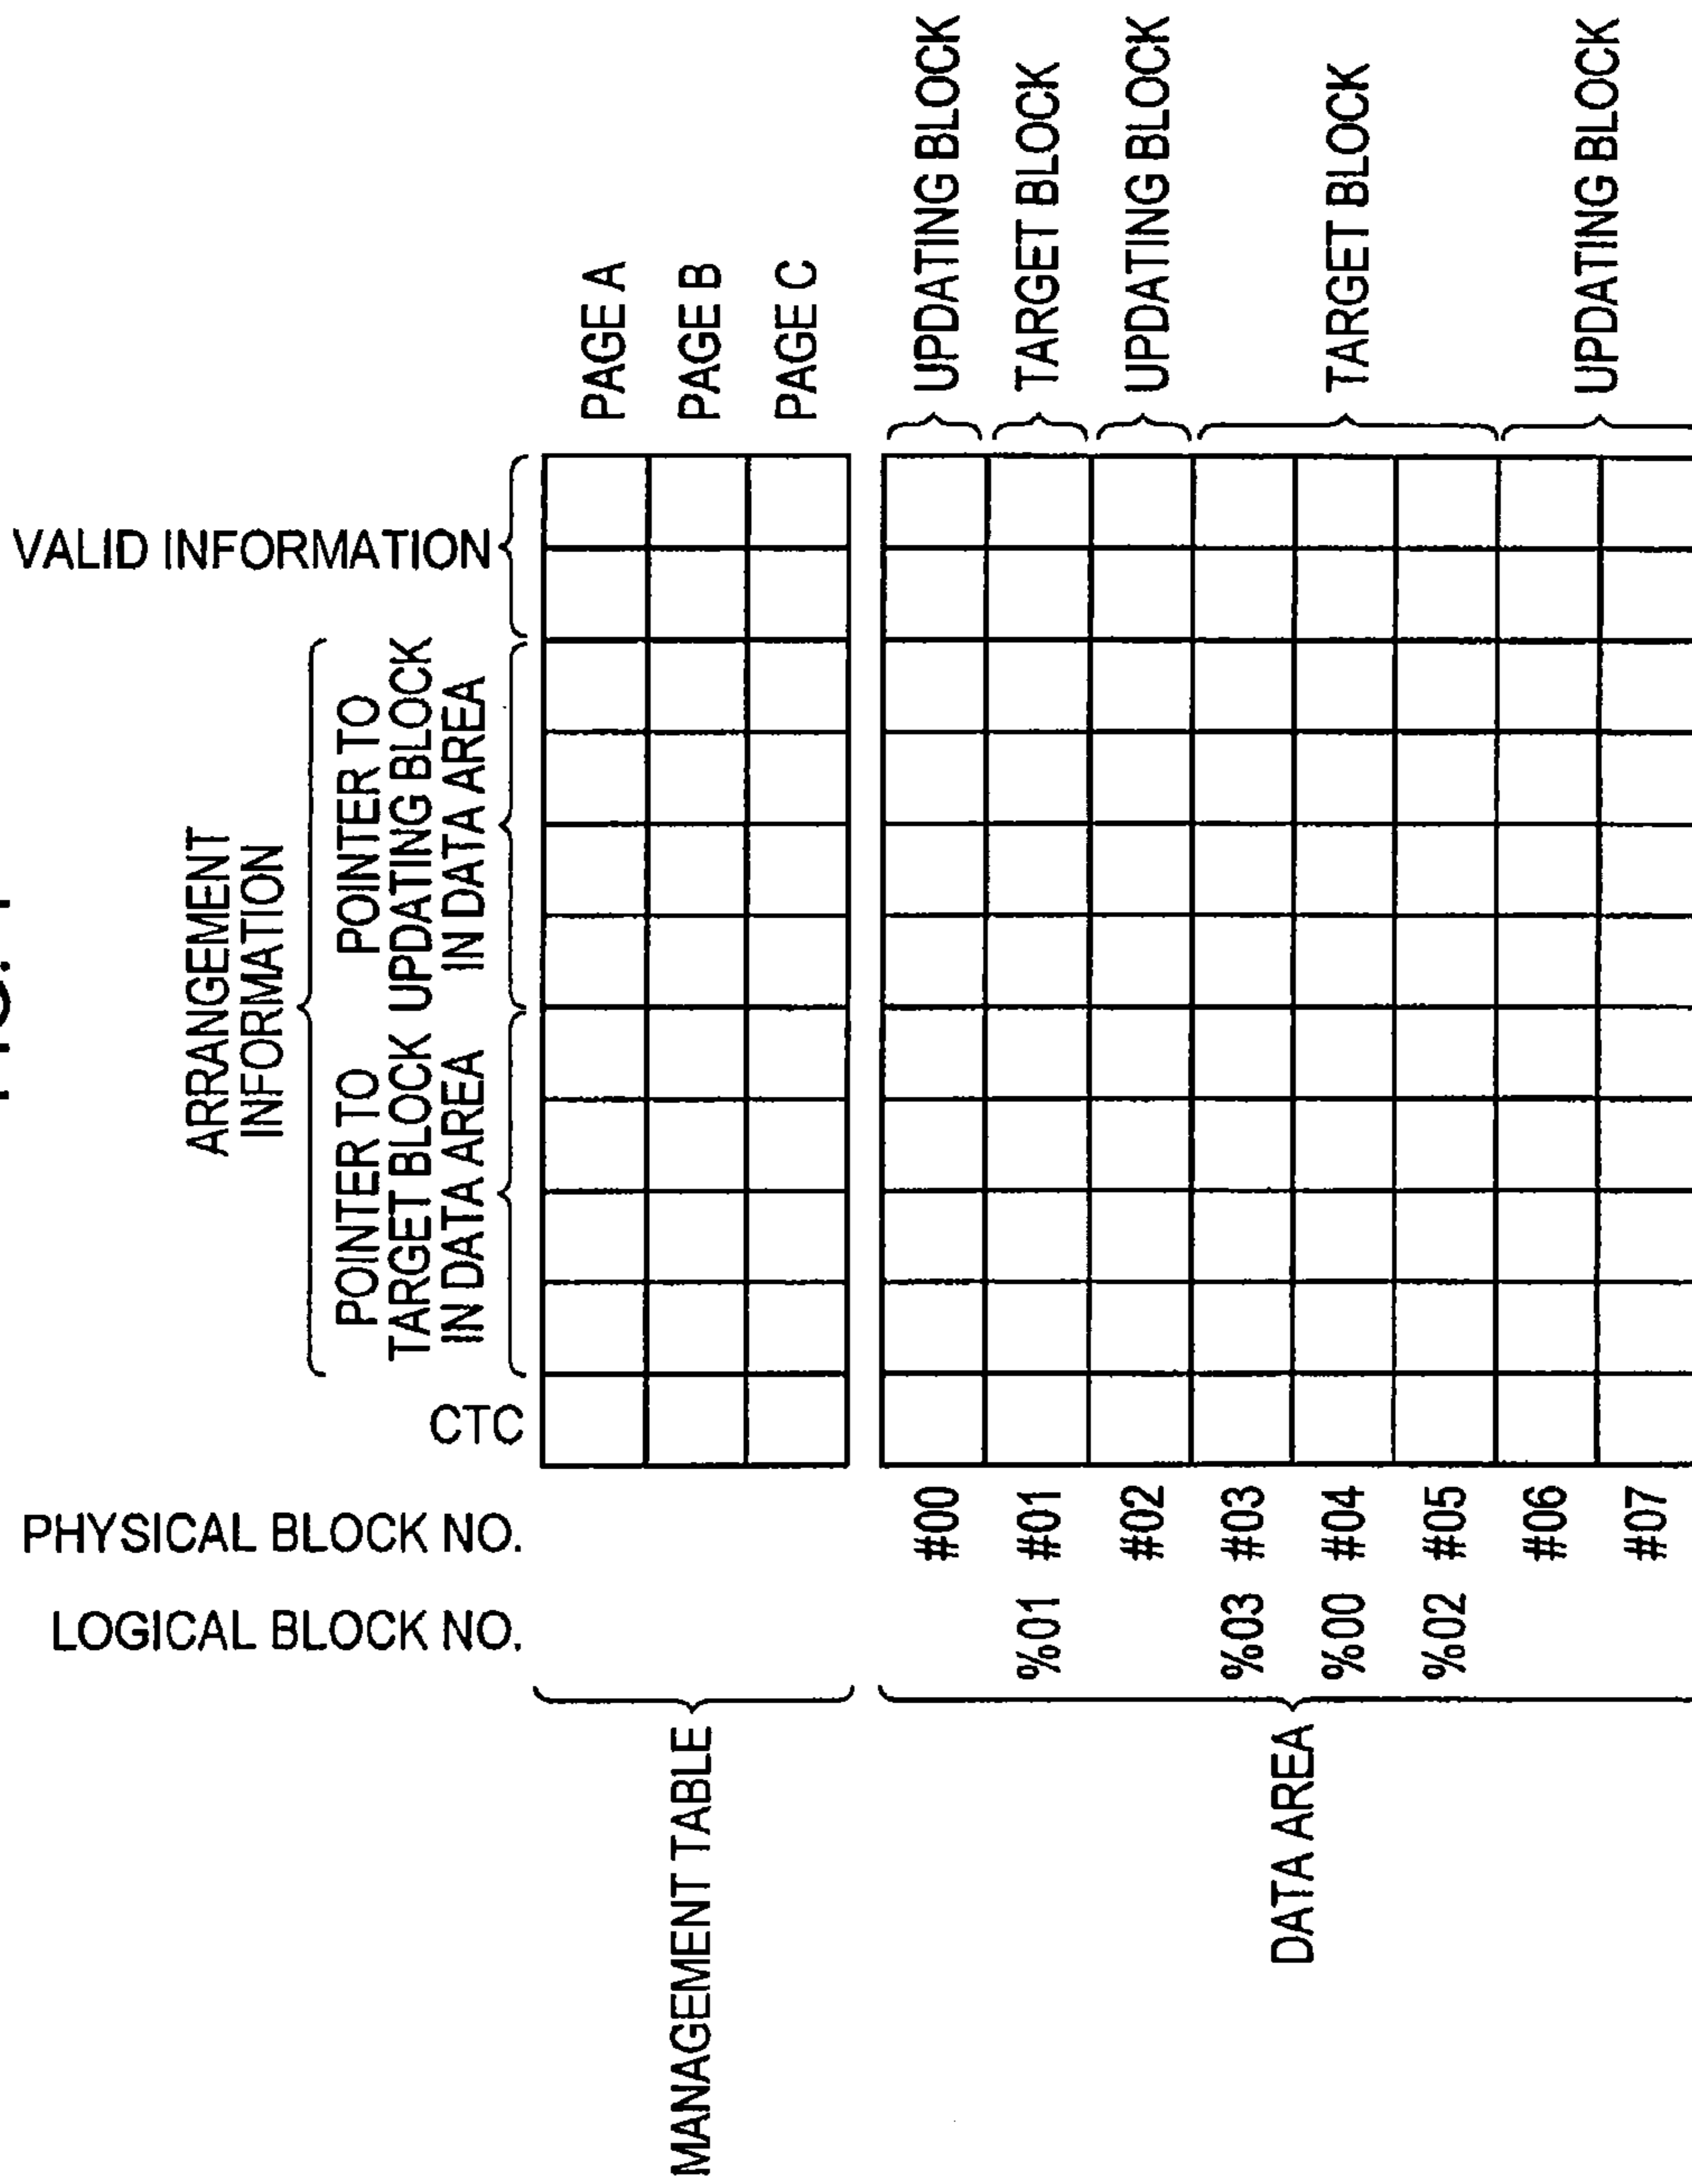 ARRANGEMENT
INFORMATION
LOGICAL BLOCK NO.
PHYSICAL BLOCK NO.
CTC
POINTER TO
TARGET BLOCK
IN DATA AREA
POINTER TO
UPDATING BLOCK
IN DATA AREA
VALID INFORMATION
MANAGEMENT TABLE
PAGE A
PAGE B
PAGE C
DATA AREA
#00 UPDATING BLOCK
%01 #01 TARGET BLOCK
#02 UPDATING BLOCK
%03 #03
%00 #04 TARGET BLOCK
%02 #05
#06 UPDATING BLOCK
#07